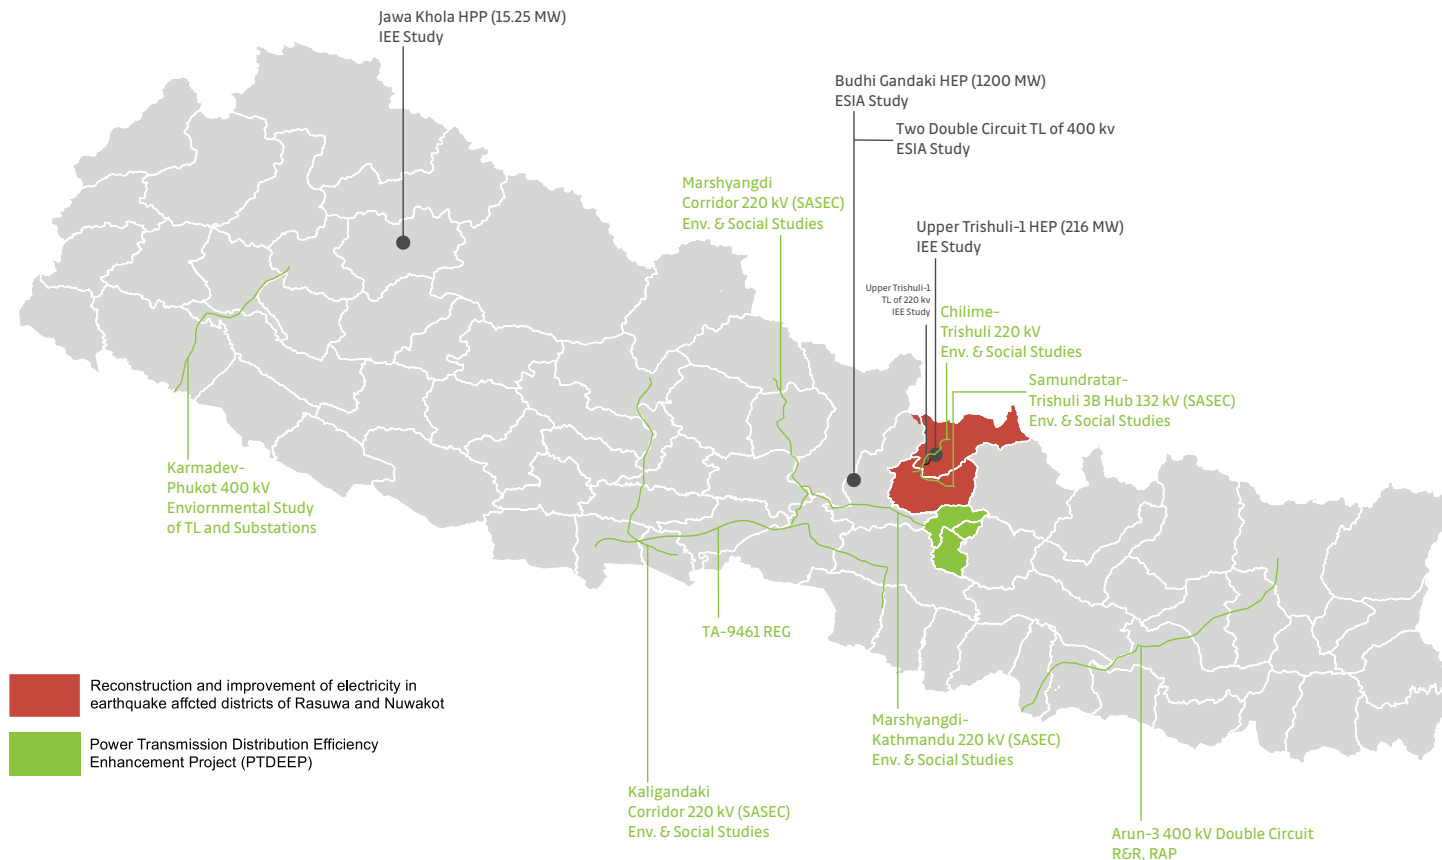 Jawa Khola HPP (15.25 MW)
IEE Study
Budhi Gandaki HEP (1200 MW)
ESIA Study
Two Double Circuit TL of 400 kv
ESIA Study
Marshyangdi
Corridor 220 kV (SASEC)
Env. & Social Studies
Upper Trishuli-1 HEP (216 MW)
IEE Study
Upper Trishuli-1
TL of 220 kv
IEE Study
Chilime-
Trishuli 220 kV
Env. & Social Studies
Samundratar-
Trishuli 3B Hub 132 kV (SASEC)
Env. & Social Studies
Karmadev-
Phukot 400 kV
Enviornmental Study
of TL and Substations
TA-9461 REG
Reconstruction and improvement of electricity in
earthquake affcted districts of Rasuwa and Nuwakot
Power Transmission Distribution Efficiency
Enhancement Project (PTDEEP)
Marshyangdi-
Kathmandu 220 kV (SASEC)
Env. & Social Studies
Kaligandaki
Corridor 220 kV (SASEC)
Env. & Social Studies
Arun-3 400 kV Double Circuit
R&R, RAP